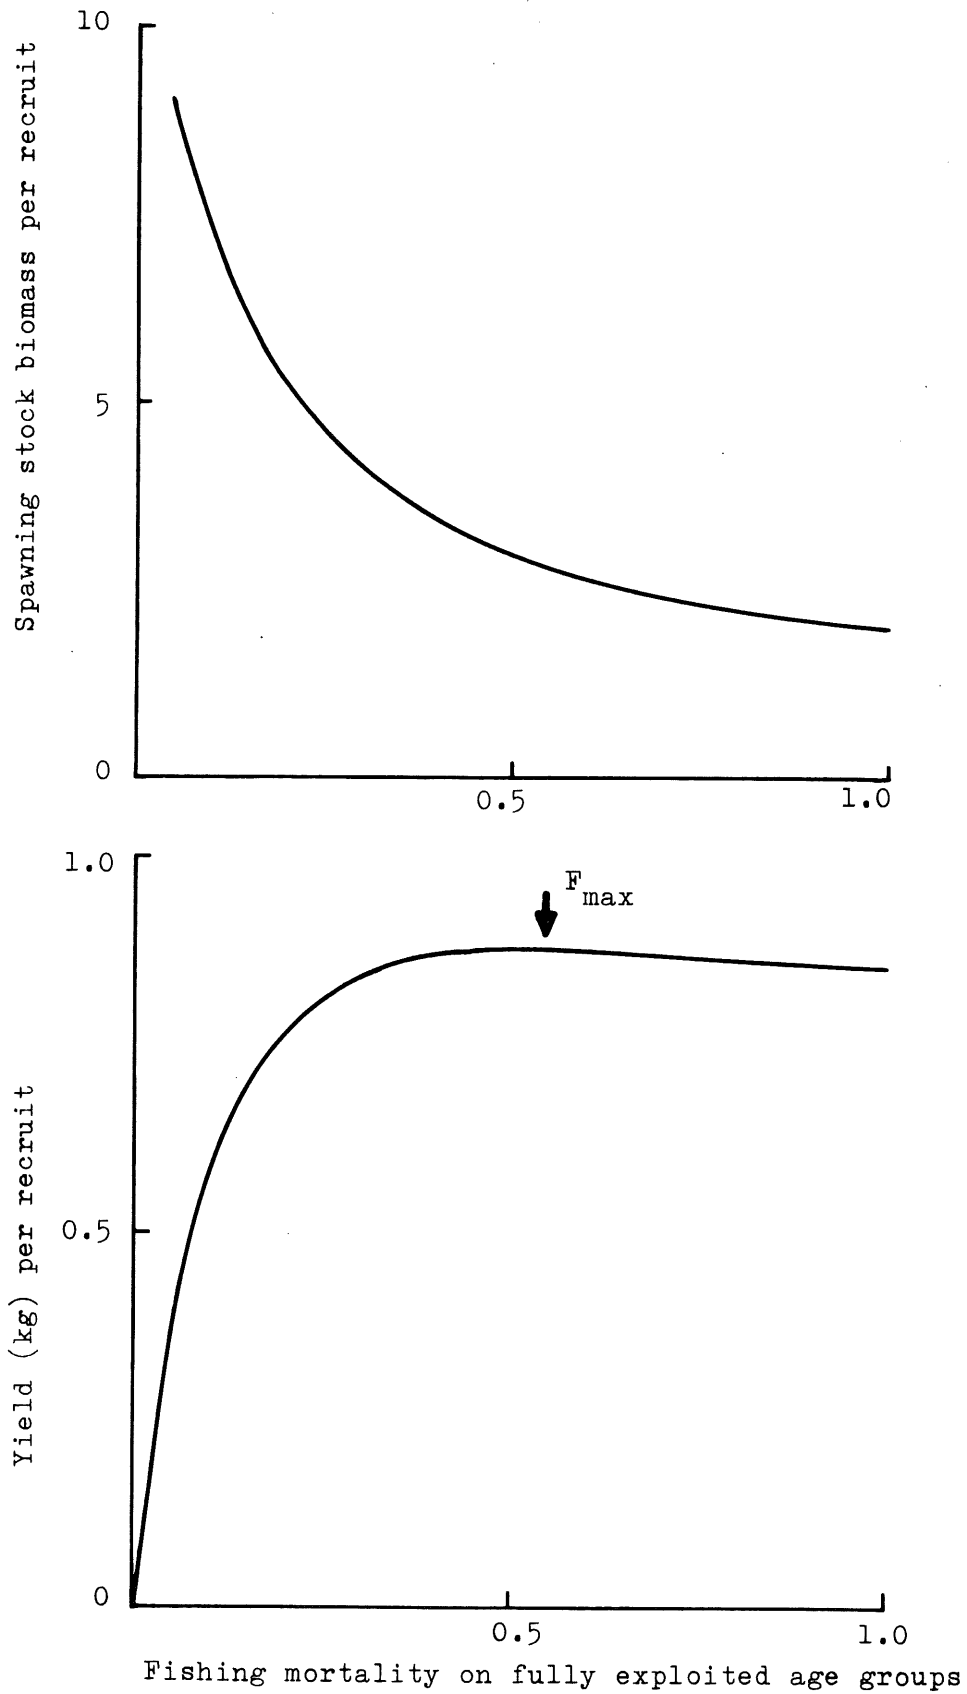 Spawning stock biomass per recruit
10
5
0
0.5
1.0
Yield (kg) per recruit
1.0
F max
0.5
0
0.5
1.0
Fishing mortality on fully exploited age groups